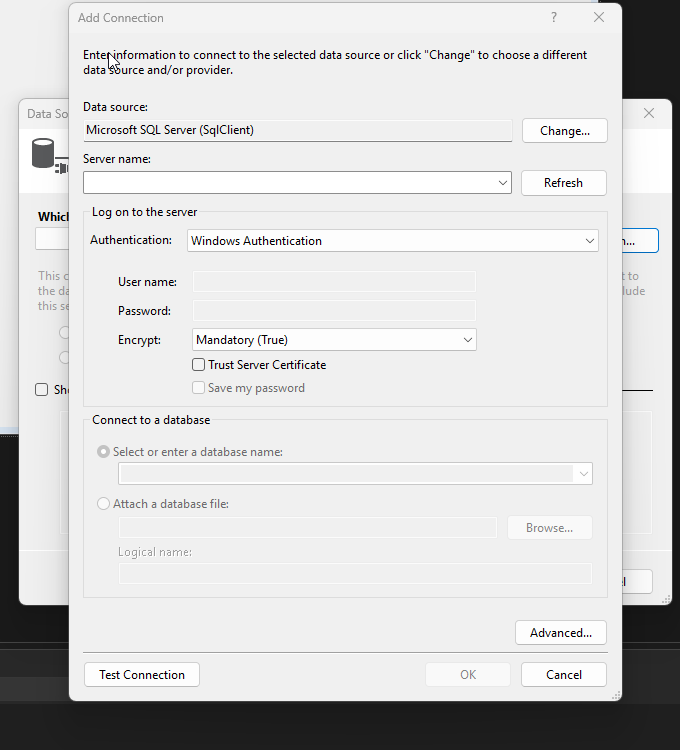 Add Connection
?
Enter information to connect to the selected data source or click "Change" to choose a different
data source and/or provider.
Data source:
Microsoft SQL Server (SqlClient)
Change...
Server name:
Refresh
Log on to the server
Authentication:
Windows Authentication
User name:
Password:
Encrypt:
Mandatory (True)
Trust Server Certificate
Save my password
Connect to a database
Select or enter a database name:
Attach a database file:
Browse...
Logical name:
Advanced...
Test Connection
OK
Cancel
Data So
Which
n...
This c
t to
the da
lude
this se
Sho
l